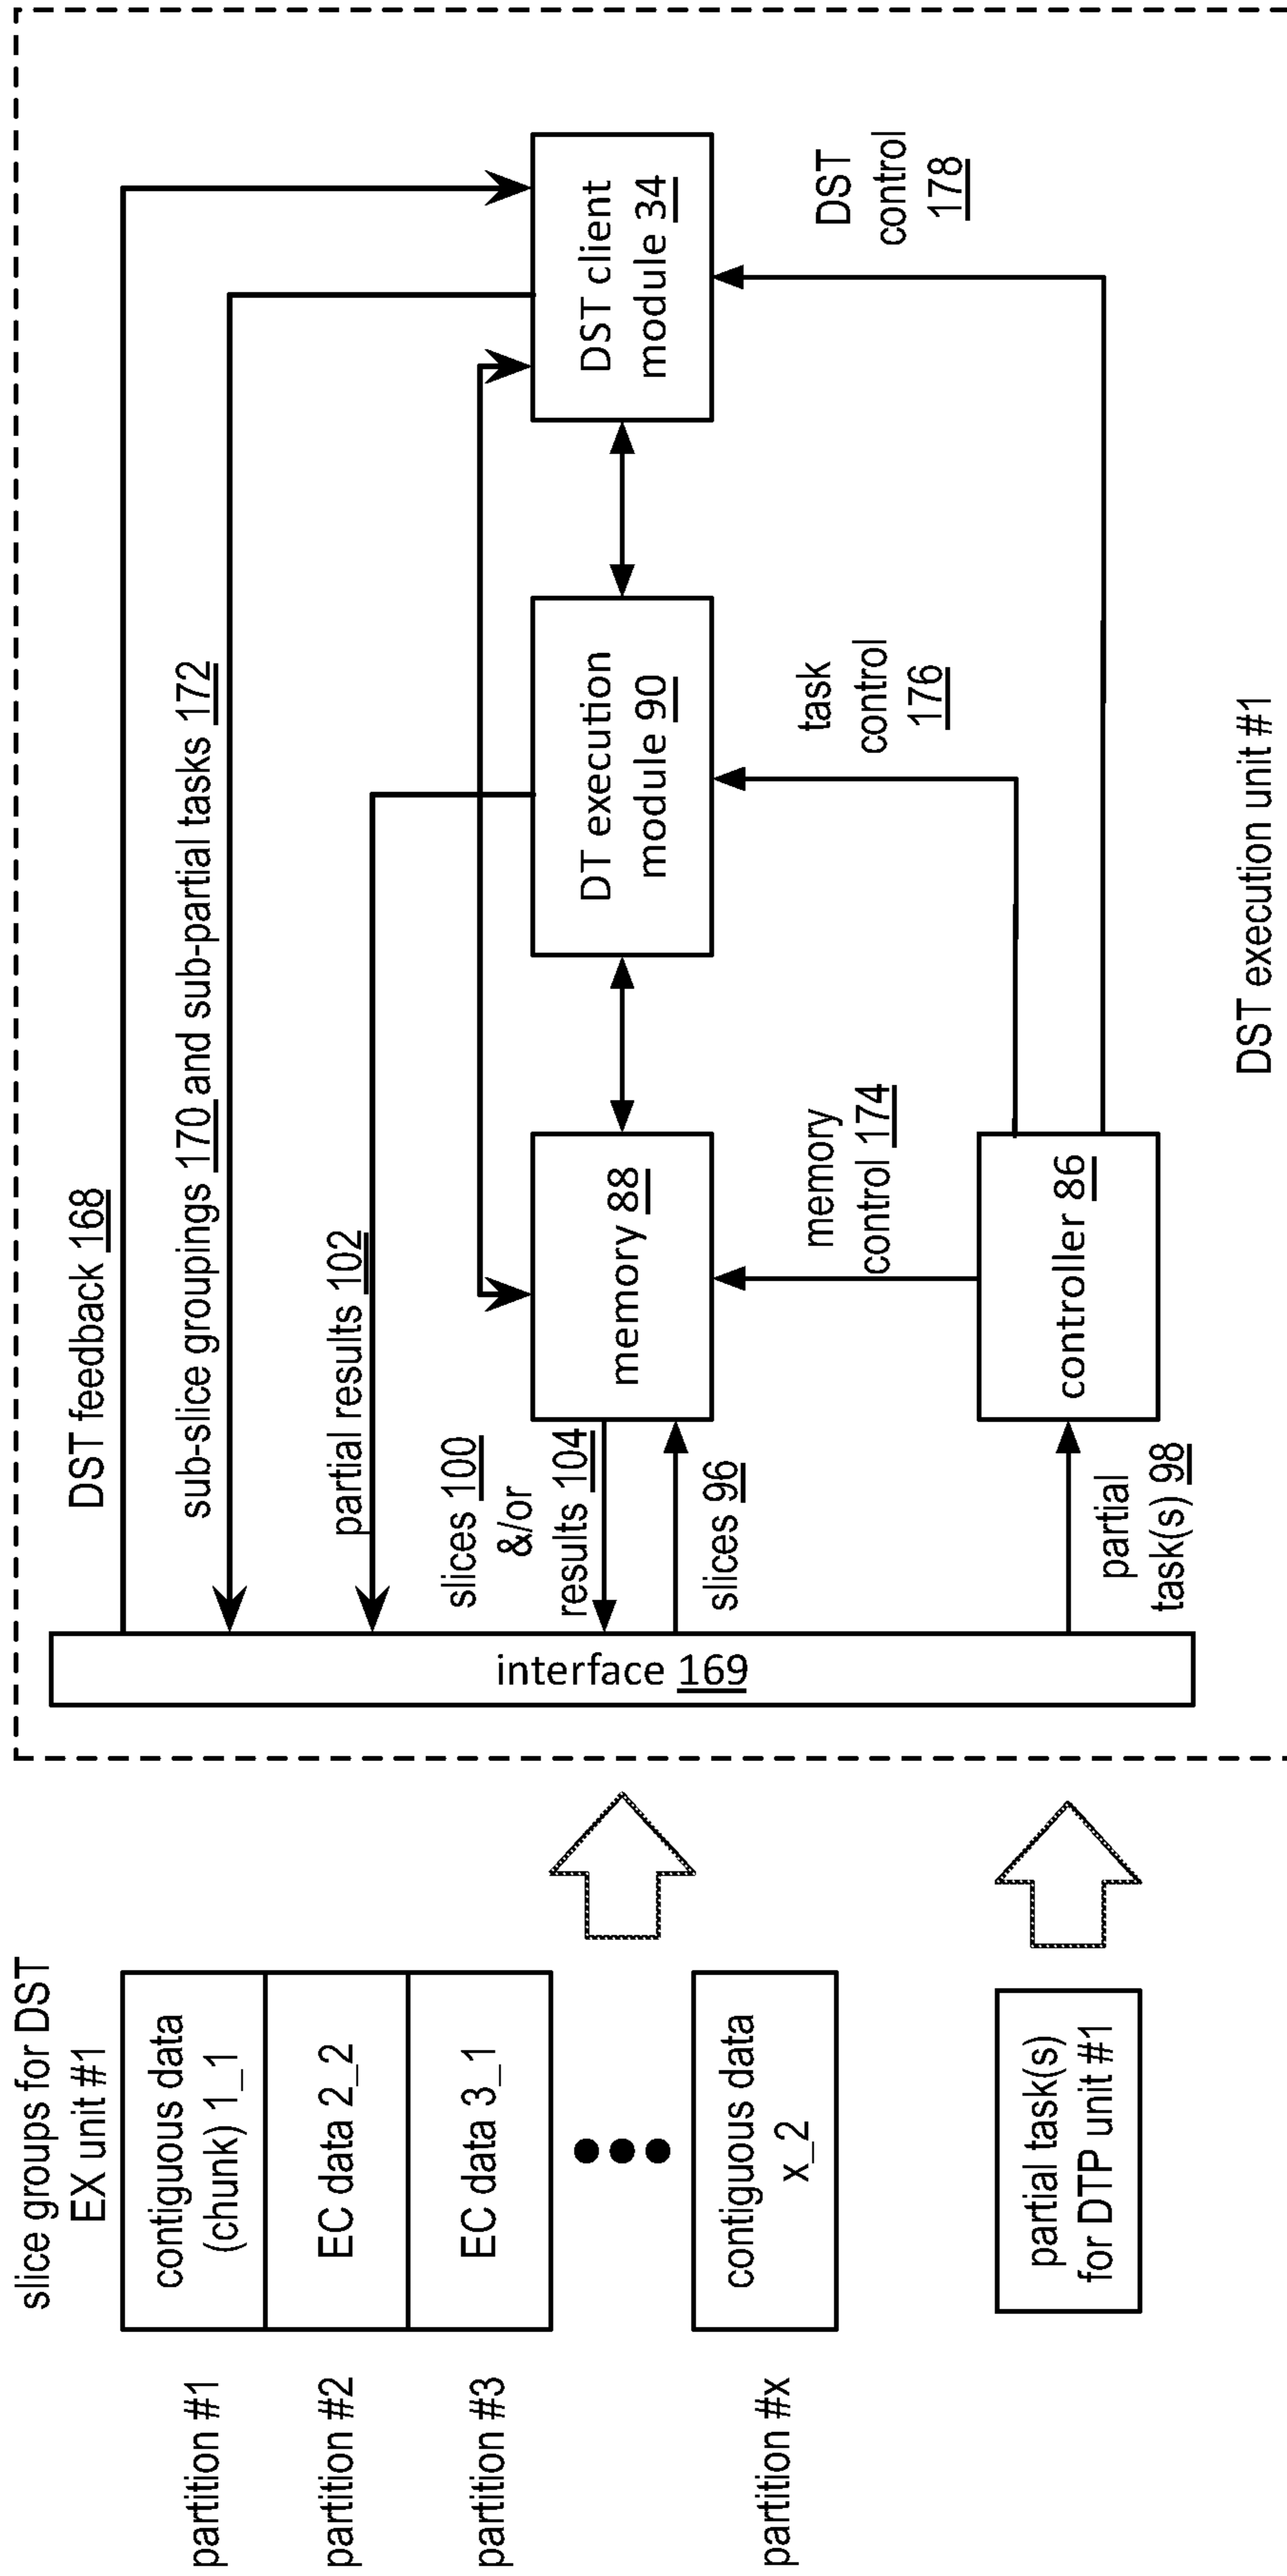 slice groups for DST
EX unit #1
partition #1
contiguous data
(chunk) 1_1
partition #2
EC data 2_2
partition #3
EC data 3_1
partition #x
contiguous data
x_2
partial task(s)
for DTP unit #1
interface 169
DST feedback 168
sub-slice groupings 170 and sub-partial tasks 172
partial results 102
slices 100
&/or
results 104
slices 96
partial
task(s) 98
memory 88
DT execution
module 90
DST client
module 34
memory
control 174
task
control
176
DST
control
178
controller 86
DST execution unit #1